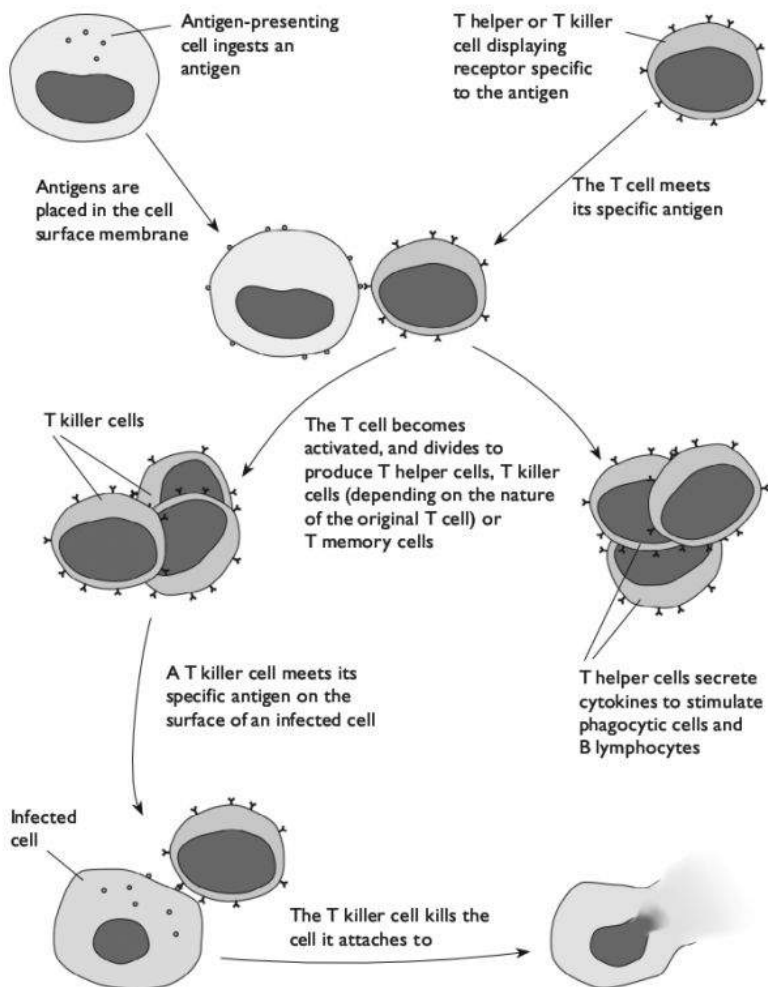 Antigen-presenting
cell ingests an
antigen
T helper or T killer
cell displaying
receptor specific
to the antigen
Antigens are
placed in the cell
surface membrane
The T cell meets
its specific antigen
T killer cells
The T cell becomes
activated, and divides to
produce T helper cells, T killer
cells (depending on the nature
of the original T cell) or
T memory cells
A T killer cell meets its
specific antigen on the
surface of an infected cell
T helper cells secrete
cytokines to stimulate
phagocytic cells and
B lymphocytes
Infected
cell
The T killer cell kills the
cell it attaches to